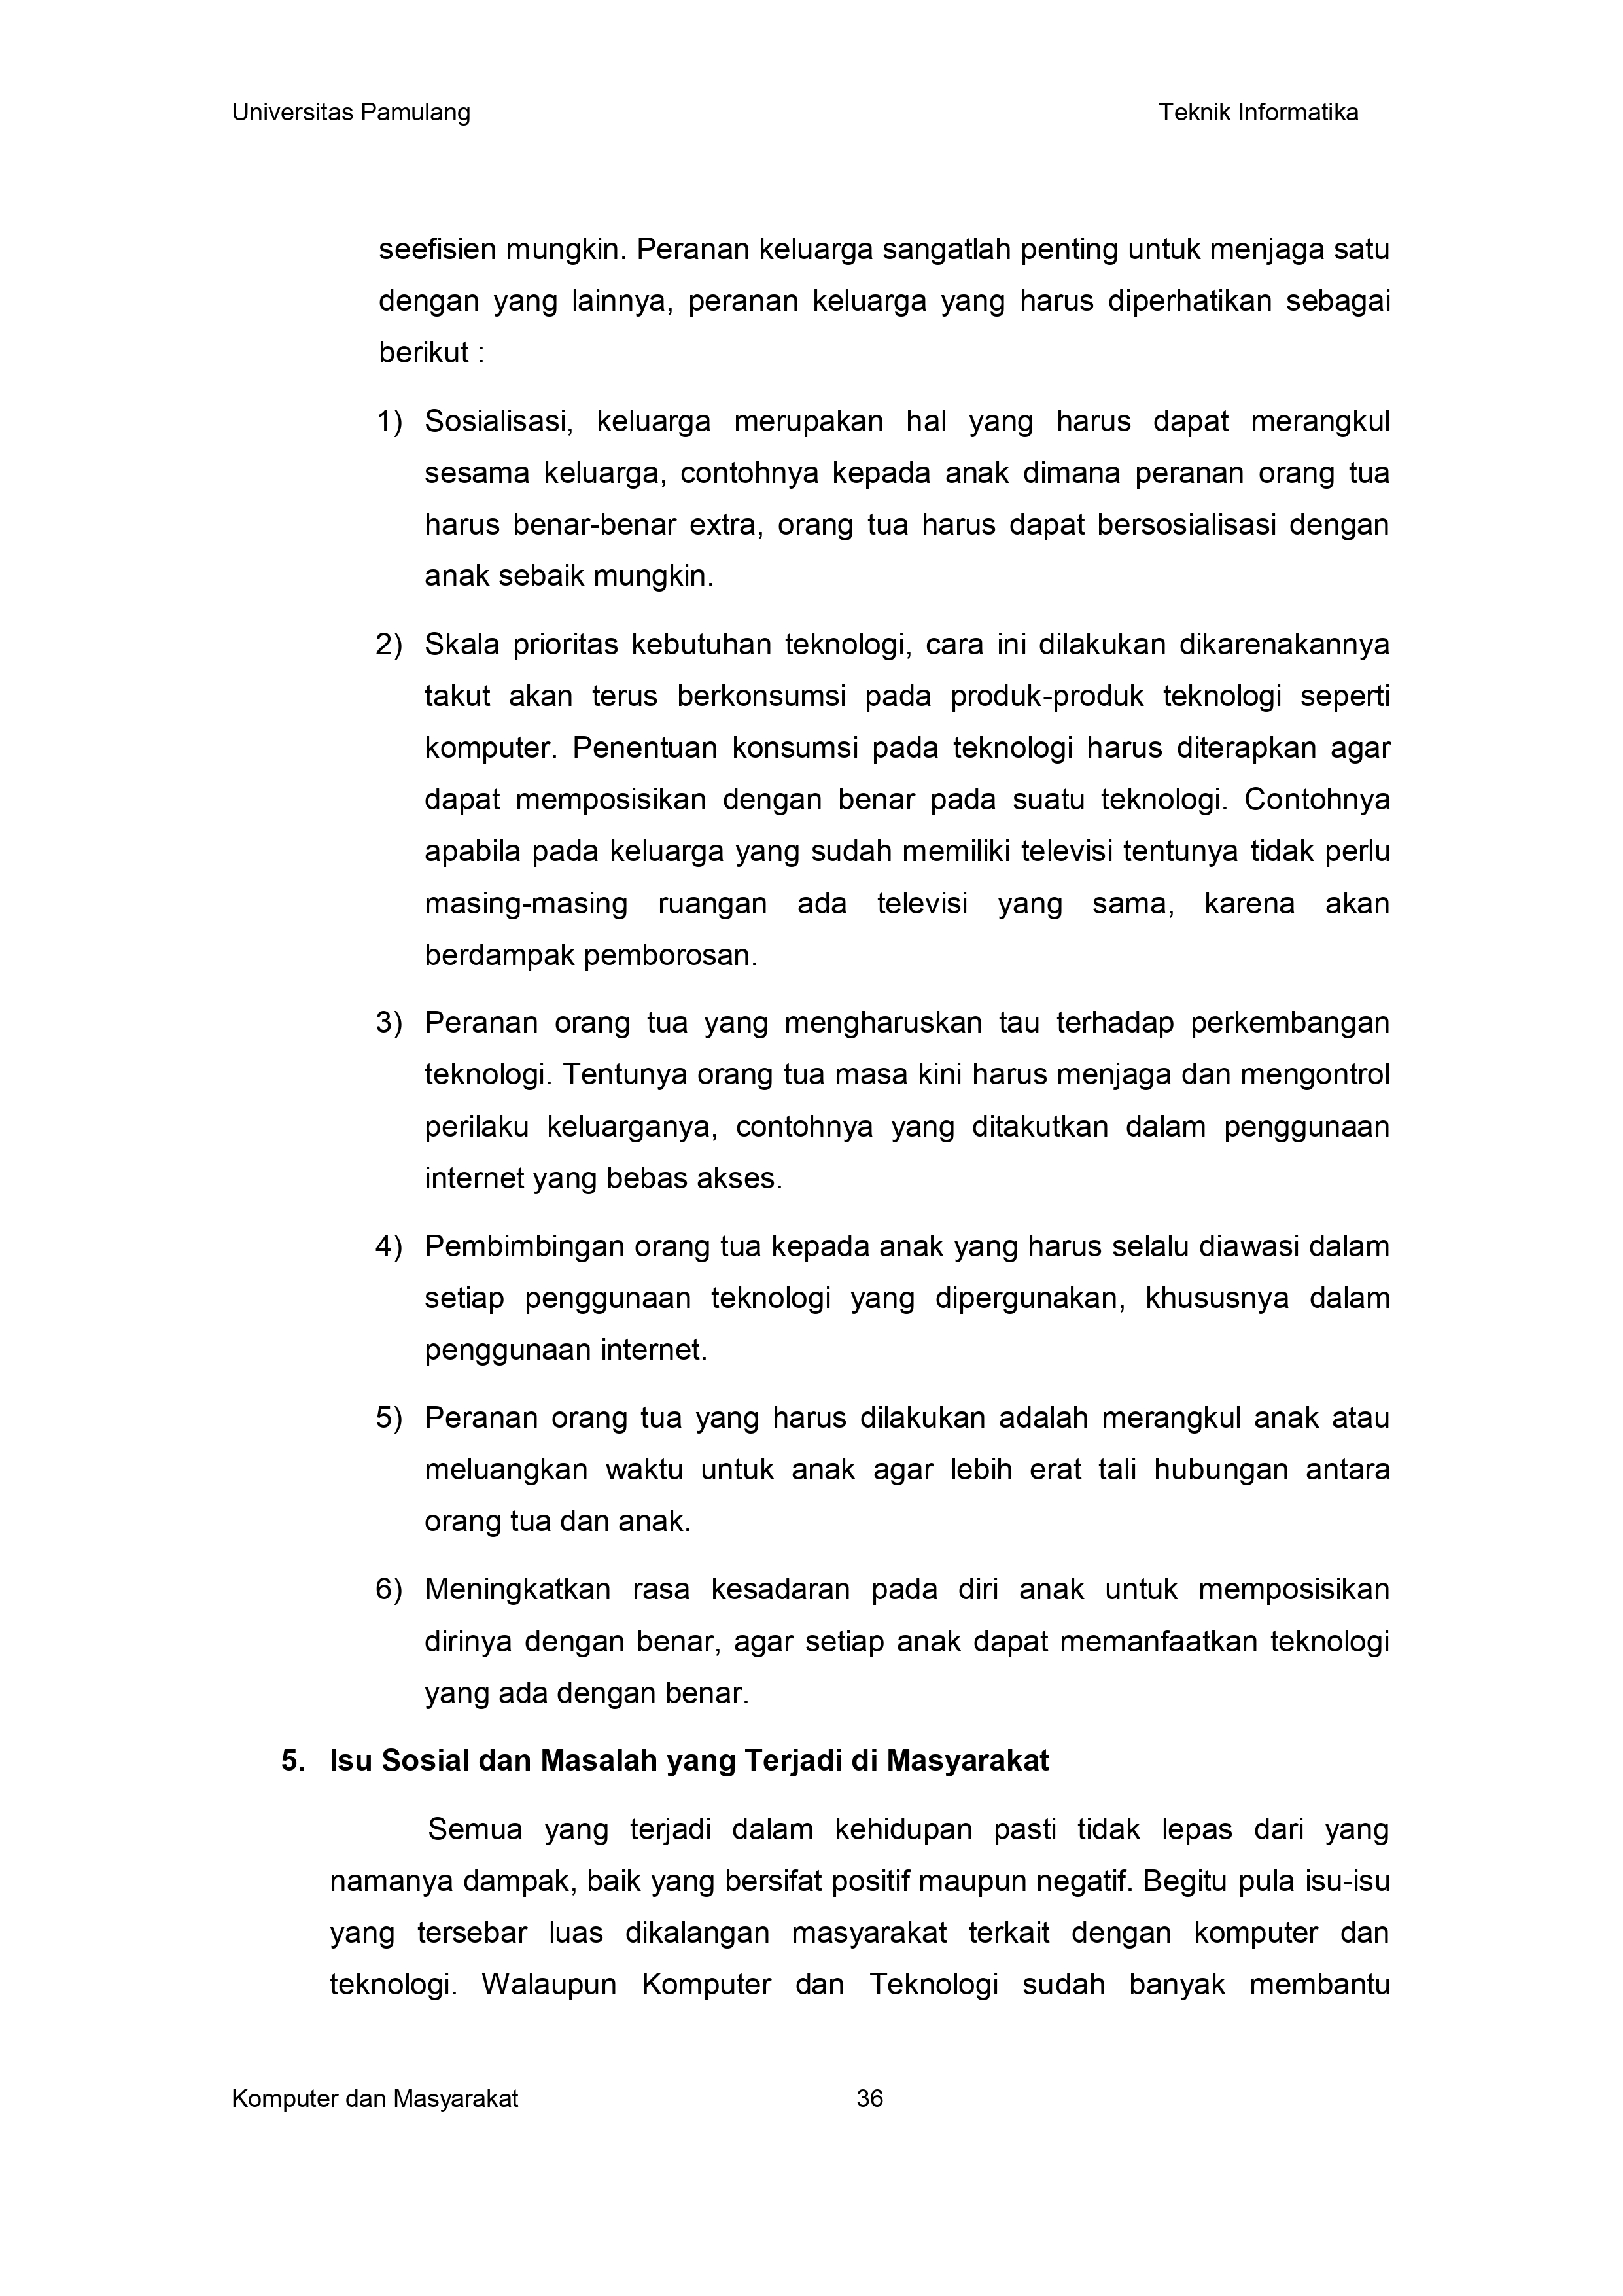 Universitas Pamulang Teknik Informatika
seefisien mungkin. Peranan keluarga sangatlah penting untuk menjaga satu
dengan yang lainnya, peranan keluarga yang harus diperhatikan sebagai
berikut :
1) Sosialisasi, keluarga merupakan hal yang harus dapat merangkul
sesama keluarga, contohnya kepada anak dimana peranan orang tua
harus benar-benar extra, orang tua harus dapat bersosialisasi dengan
anak sebaik mungkin.
2) Skala prioritas kebutuhan teknologi, cara ini dilakukan dikarenakannya
takut akan terus berkonsumsi pada produk-produk teknologi seperti
komputer. Penentuan konsumsi pada teknologi harus diterapkan agar
dapat memposisikan dengan benar pada suatu teknologi. Contohnya
apabila pada keluarga yang sudah memiliki televisi tentunya tidak perlu
masing-masing ruangan ada televisi yang sama, karena akan
berdampak pemborosan.
3) Peranan orang tua yang mengharuskan tau terhadap perkembangan
teknologi. Tentunya orang tua masa kini harus menjaga dan mengontrol
perilaku keluarganya, contohnya yang ditakutkan dalam penggunaan
internet yang bebas akses.
4) Pembimbingan orang tua kepada anak yang harus selalu diawasi dalam
setiap penggunaan teknologi yang dipergunakan, khususnya dalam
penggunaan internet.
5) Peranan orang tua yang harus dilakukan adalah merangkul anak atau
meluangkan waktu untuk anak agar lebih erat tali hubungan antara
orang tua dan anak.
6) Meningkatkan rasa kesadaran pada diri anak untuk memposisikan
dirinya dengan benar, agar setiap anak dapat memanfaatkan teknologi
yang ada dengan benar.
5. Isu Sosial dan Masalah yang Terjadi di Masyarakat
Semua yang terjadi dalam kehidupan pasti tidak lepas dari yang
namanya dampak, baik yang bersifat positif maupun negatif. Begitu pula isu-isu
yang tersebar luas dikalangan masyarakat terkait dengan komputer dan
teknologi. Walaupun Komputer dan Teknologi sudah banyak membantu
Komputer dan Masyarakat 36